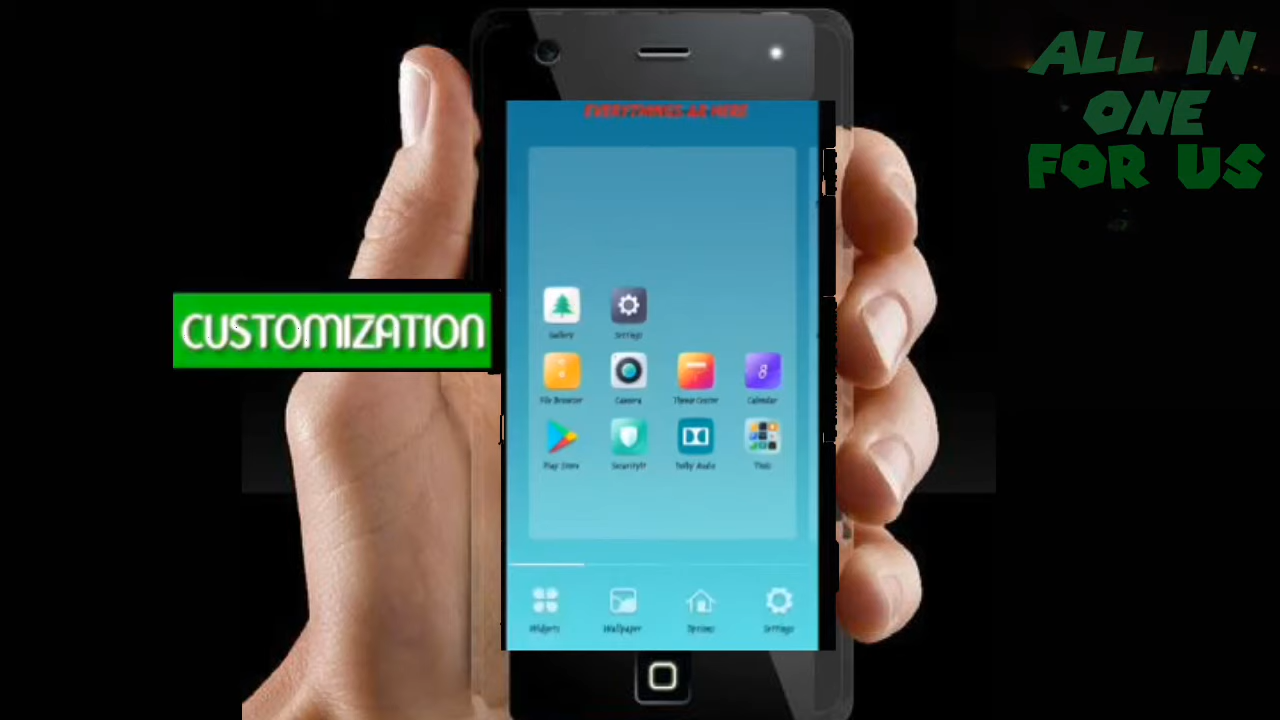 ALL IN
ONE
FOR US
CUSTOMIZATION
Gallery Settings
File Browser Camera Theme Center Calendar
8
Play Store Dolby Audio Tools
Widgets Wallpaper Options Settings